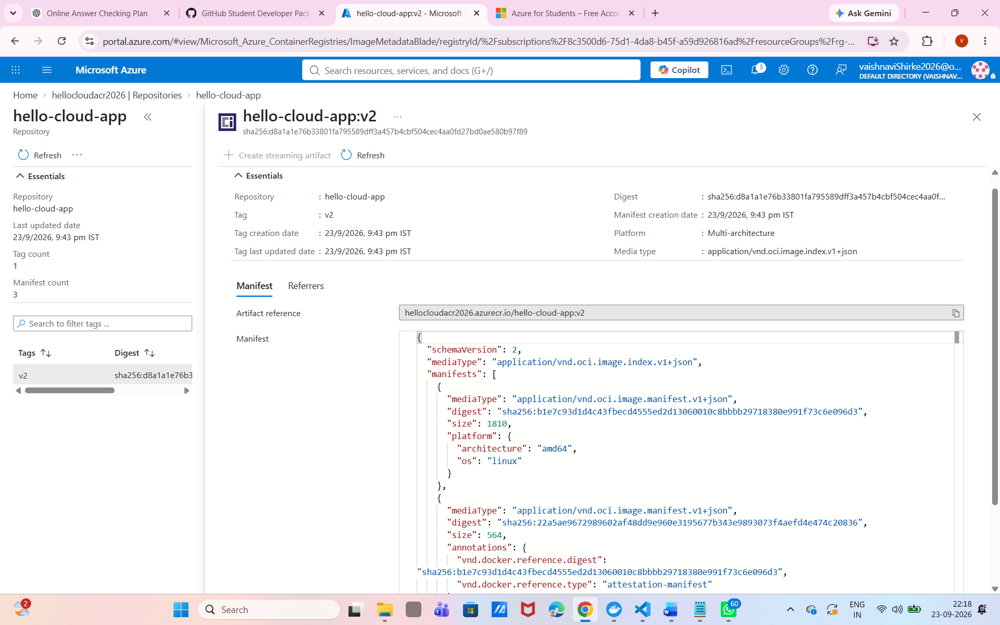 Online Answer Checking Plan
GitHub Student Developer Pack
hello-cloud-app:v2 - Microsoft A
Azure for Students – Free Accou
Ask Gemini
portal.azure.com/#view/Microsoft_Azure_ContainerRegistries/ImageMetadataBlade/registryId/%2Fsubscriptions%2F8c3500d6-75d1-4da8-b45f-a59d926816ad%2FresourceGroups%2Frg-...
V
Microsoft Azure
Search resources, services, and docs (G+/)
Copilot
3
vaishnaviShirke2026@o...
DEFAULT DIRECTORY (VAISHNAV...
Home > hellocloudacr2026 | Repositories > hello-cloud-app
hello-cloud-app
Repository
Refresh ...
Essentials
Repository
hello-cloud-app
Last updated date
23/9/2026, 9:43 pm IST
Tag count
1
Manifest count
3
Search to filter tags ...
Tags Digest
v2 sha256:d8a1a1e76b3
Ci
hello-cloud-app:v2 ...
sha256:d8a1a1e76b33801fa795589dff3a457b4cbf504cec4aa0fd27bd0ae580b97f89
Create streaming artifact Refresh
Essentials
Repository : hello-cloud-app
Tag : v2
Tag creation date : 23/9/2026, 9:43 pm IST
Tag last updated date : 23/9/2026, 9:43 pm IST
Digest : sha256:d8a1a1e76b33801fa795589dff3a457b4cbf504cec4aa0f...
Manifest creation date : 23/9/2026, 9:43 pm IST
Platform : Multi-architecture
Media type : application/vnd.oci.image.index.v1+json
Manifest Referrers
Artifact reference
hellocloudacr2026.azurecr.io/hello-cloud-app:v2
Manifest
{
"schemaVersion": 2,
"mediaType": "application/vnd.oci.image.index.v1+json",
"manifests": [
{
"mediaType": "application/vnd.oci.image.manifest.v1+json",
"digest": "sha256:b1e7c93d1d4c43fbecd4555ed2d13060010c8bbbb29718380e991f73c6e096d3",
"size": 1810,
"platform": {
"architecture": "amd64",
"os": "linux"
}
},
{
"mediaType": "application/vnd.oci.image.manifest.v1+json",
"digest": "sha256:22a5ae9672989602af48dd9e960e3195677b343e9893073f4aefd4e474c20836",
"size": 564,
"annotations": {
"vnd.docker.reference.digest":
"sha256:b1e7c93d1d4c43fbecd4555ed2d13060010c8bbbb29718380e991f73c6e096d3",
"vnd.docker.reference.type": "attestation-manifest"
2
Search
60
ENG
IN
22:18
23-09-2026